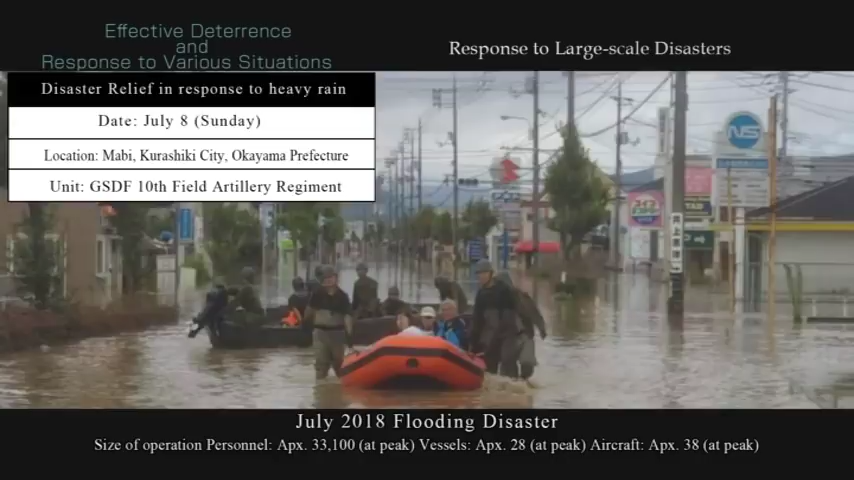 Effective Deterrence
and
Response to Various Situations
Response to Large-scale Disasters
Disaster Relief in response to heavy rain
Date: July 8 (Sunday)
Location: Mabi, Kurashiki City, Okayama Prefecture
Unit: GSDF 10th Field Artillery Regiment
NS
July 2018 Flooding Disaster
Size of operation Personnel: Apx. 33,100 (at peak) Vessels: Apx. 28 (at peak) Aircraft: Apx. 38 (at peak)